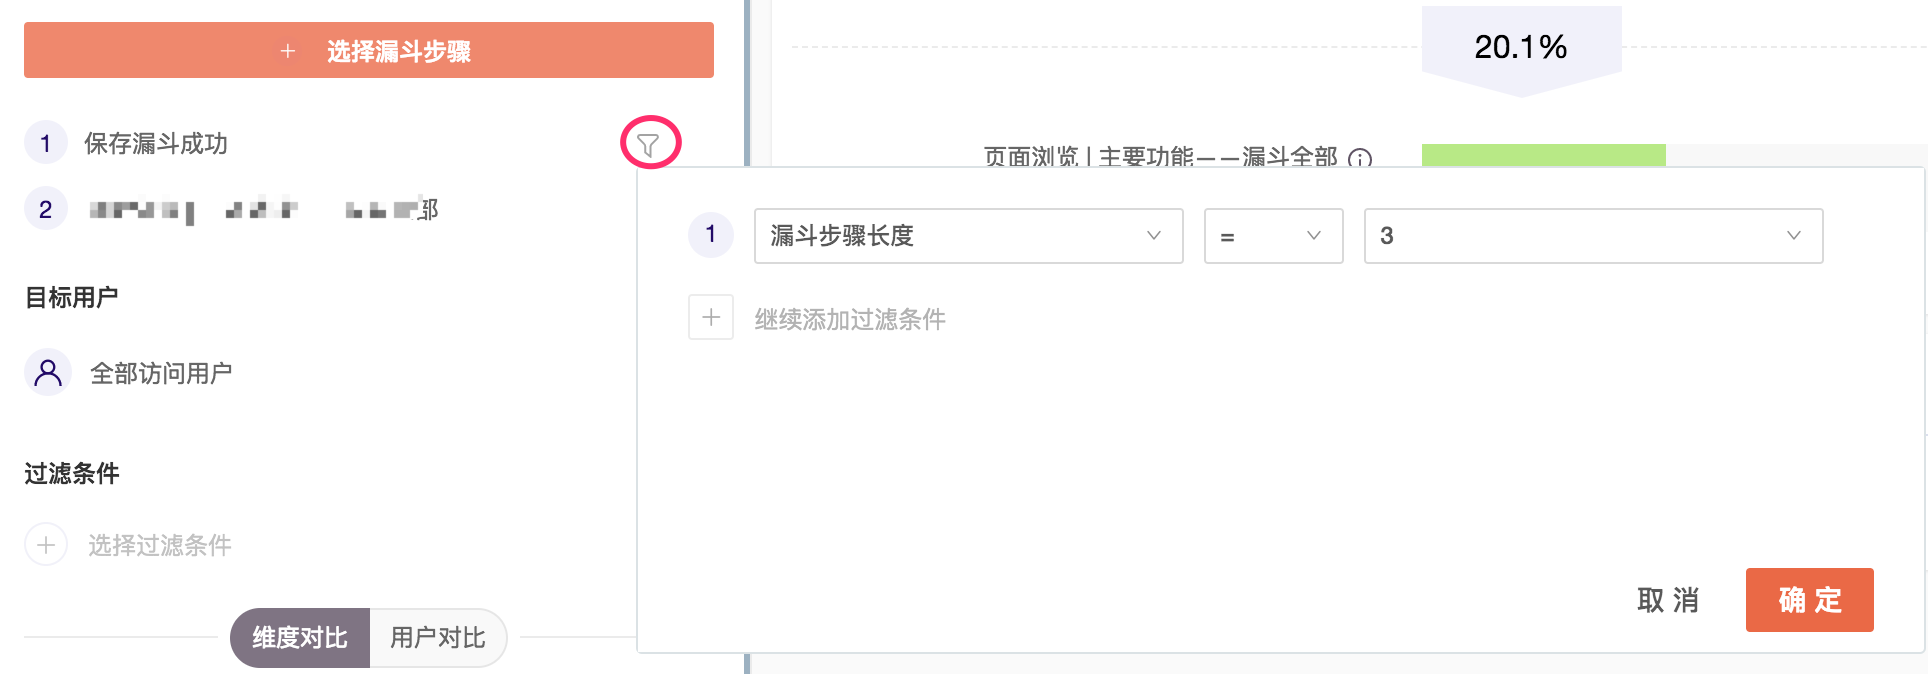 + 选择漏斗步骤
1 保存漏斗成功
2 部
目标用户
全部访问用户
过滤条件
+ 选择过滤条件
维度对比 用户对比
20.1%
页面浏览 | 主要功能——漏斗全部
1 漏斗步骤长度 = 3
+ 继续添加过滤条件
取 消 确 定